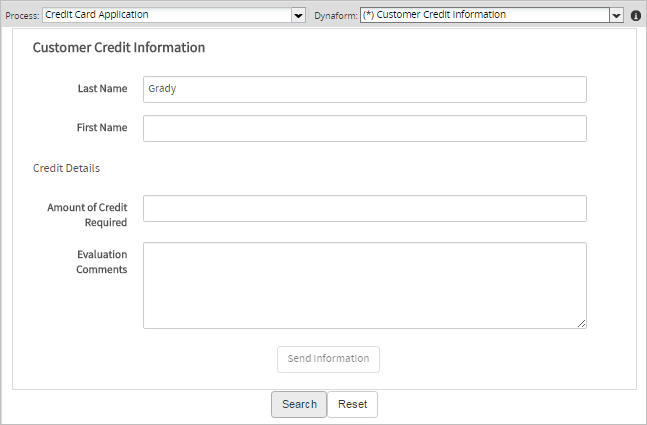 Process: Credit Card Application Dynaform: (*) Customer Credit Information
Customer Credit Information
Last Name Grady
First Name
Credit Details
Amount of Credit
Required
Evaluation
Comments
Send Information
Search Reset